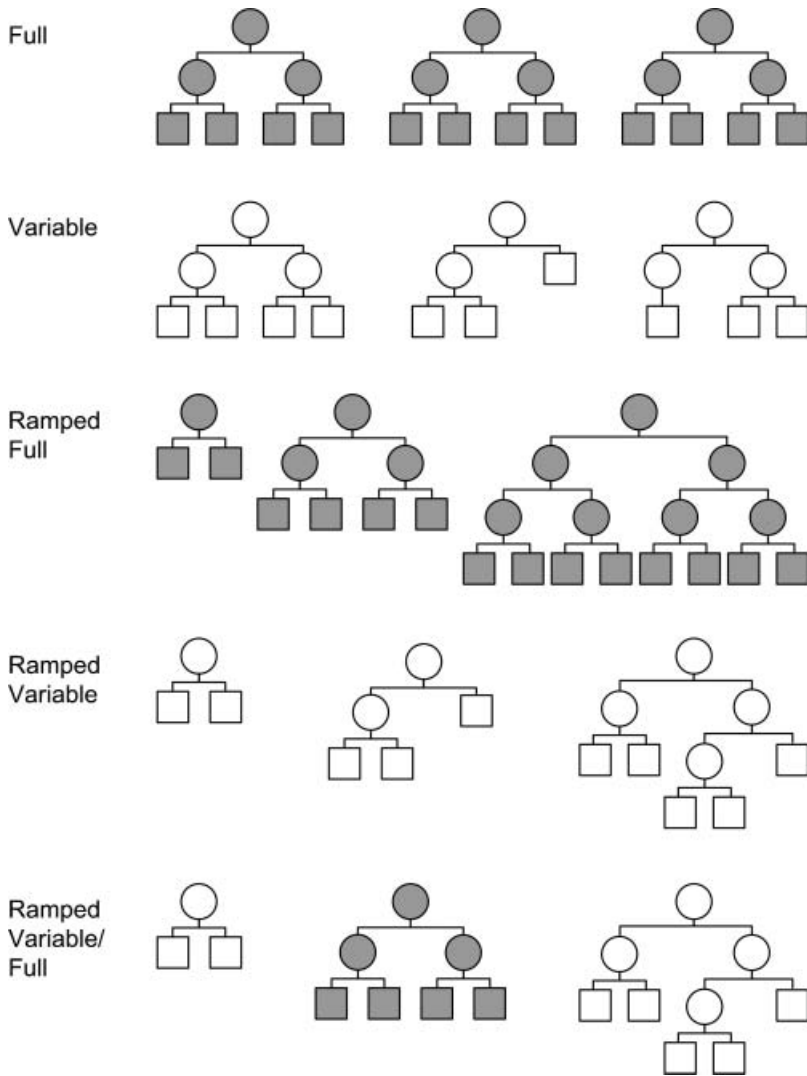 Full
Variable
Ramped
Full
Ramped
Variable
Ramped
Variable/
Full